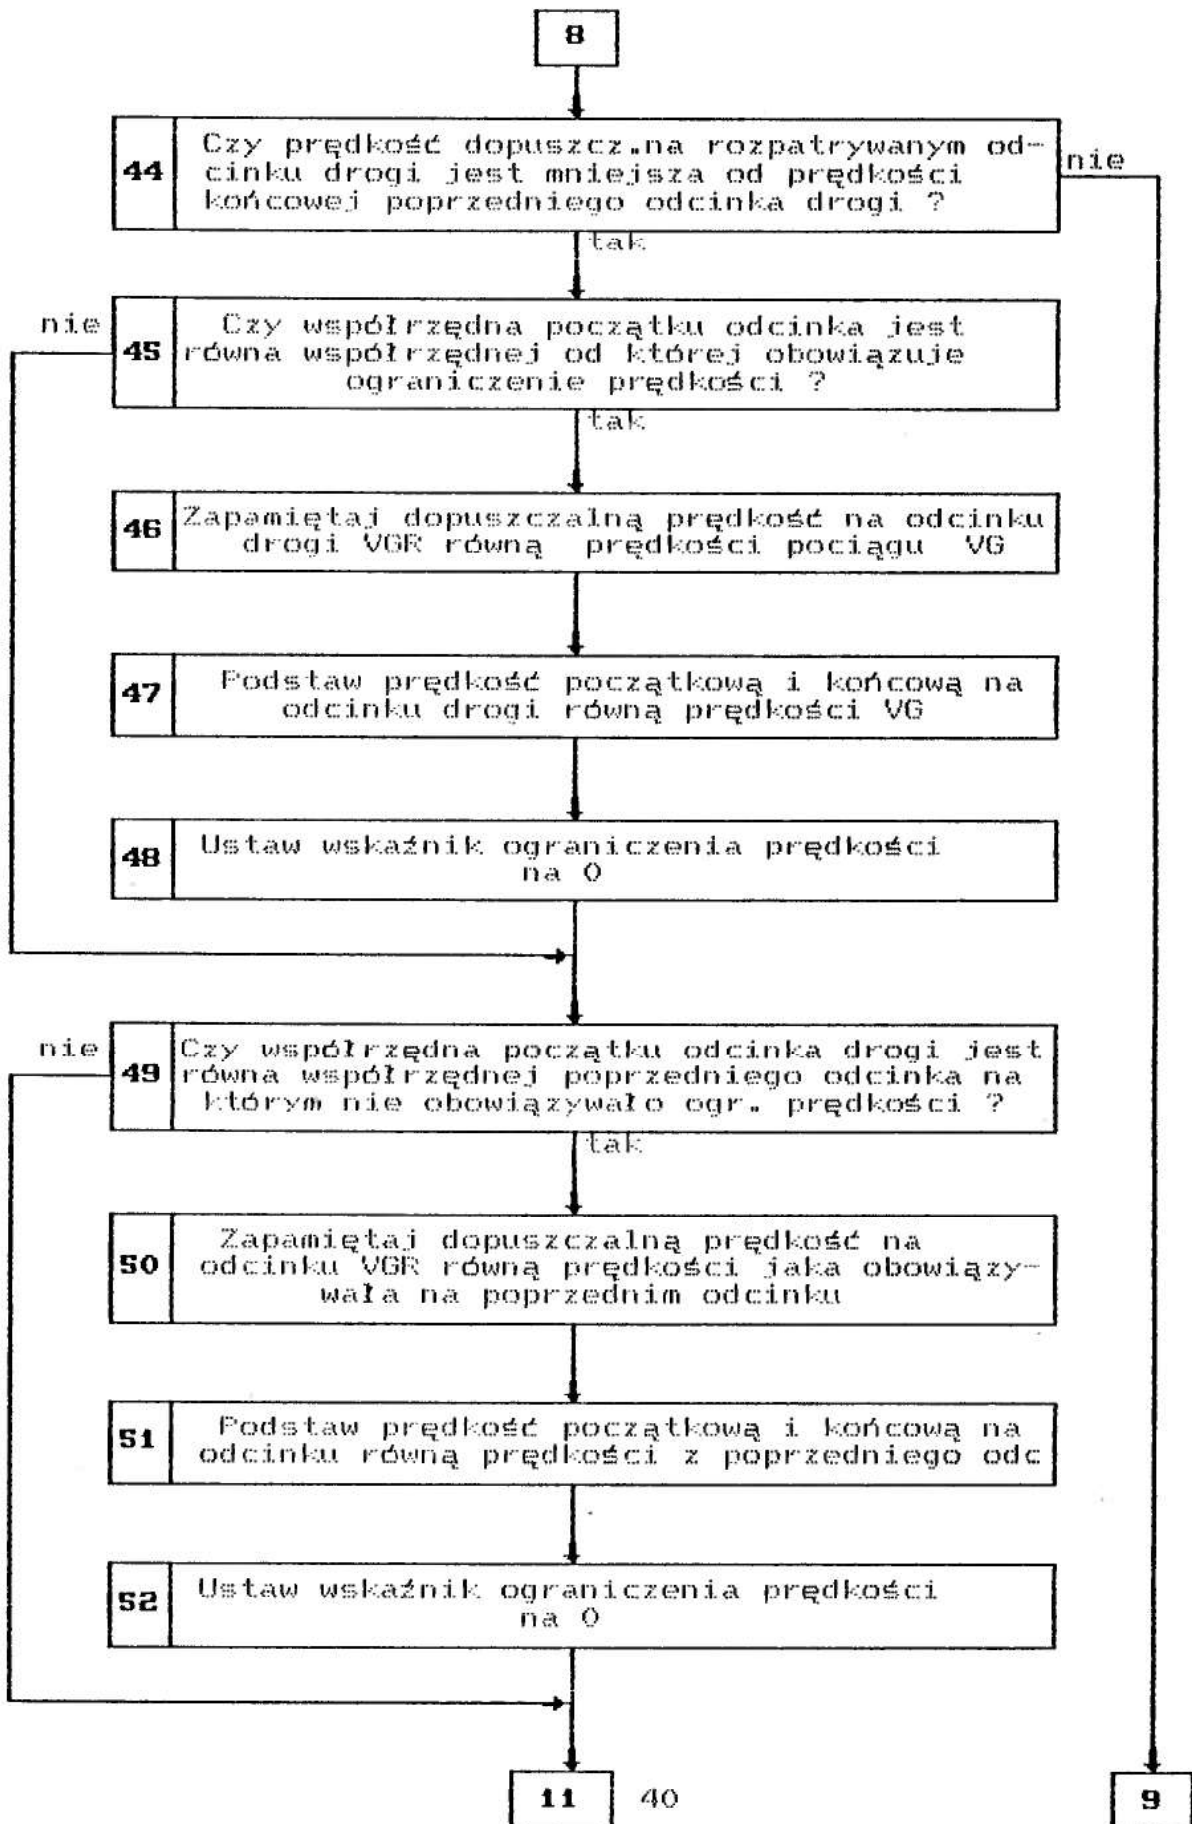 8
Czy prędkość dopuszcz.na rozpatrywanym od-
44 cinku drogi jest mniejsza od prędkości
końcowej poprzedniego odcinka drogi ?
nie
tak
nie
Czy współrzędna początku odcinka jest
45 równa współrzędnej od której obowiązuje
ograniczenie prędkości ?
tak
46 Zapamiętaj dopuszczalną prędkość na odcinku
drogi VGR równą prędkości pociągu VG
47 Podstaw prędkość początkową i końcową na
odcinku drogi równą prędkości VG
48 Ustaw wskaźnik ograniczenia prędkości
na 0
nie
Czy współrzędna początku odcinka drogi jest
49 równa współrzędnej poprzedniego odcinka na
którym nie obowiązywało ogr. prędkości ?
tak
Zapamiętaj dopuszczalną prędkość na
50 odcinku VGR równą prędkości jaka obowiązy-
wała na poprzednim odcinku
51 Podstaw prędkość początkową i końcową na
odcinku równą prędkości z poprzedniego odc
52 Ustaw wskaźnik ograniczenia prędkości
na 0
11 40
9